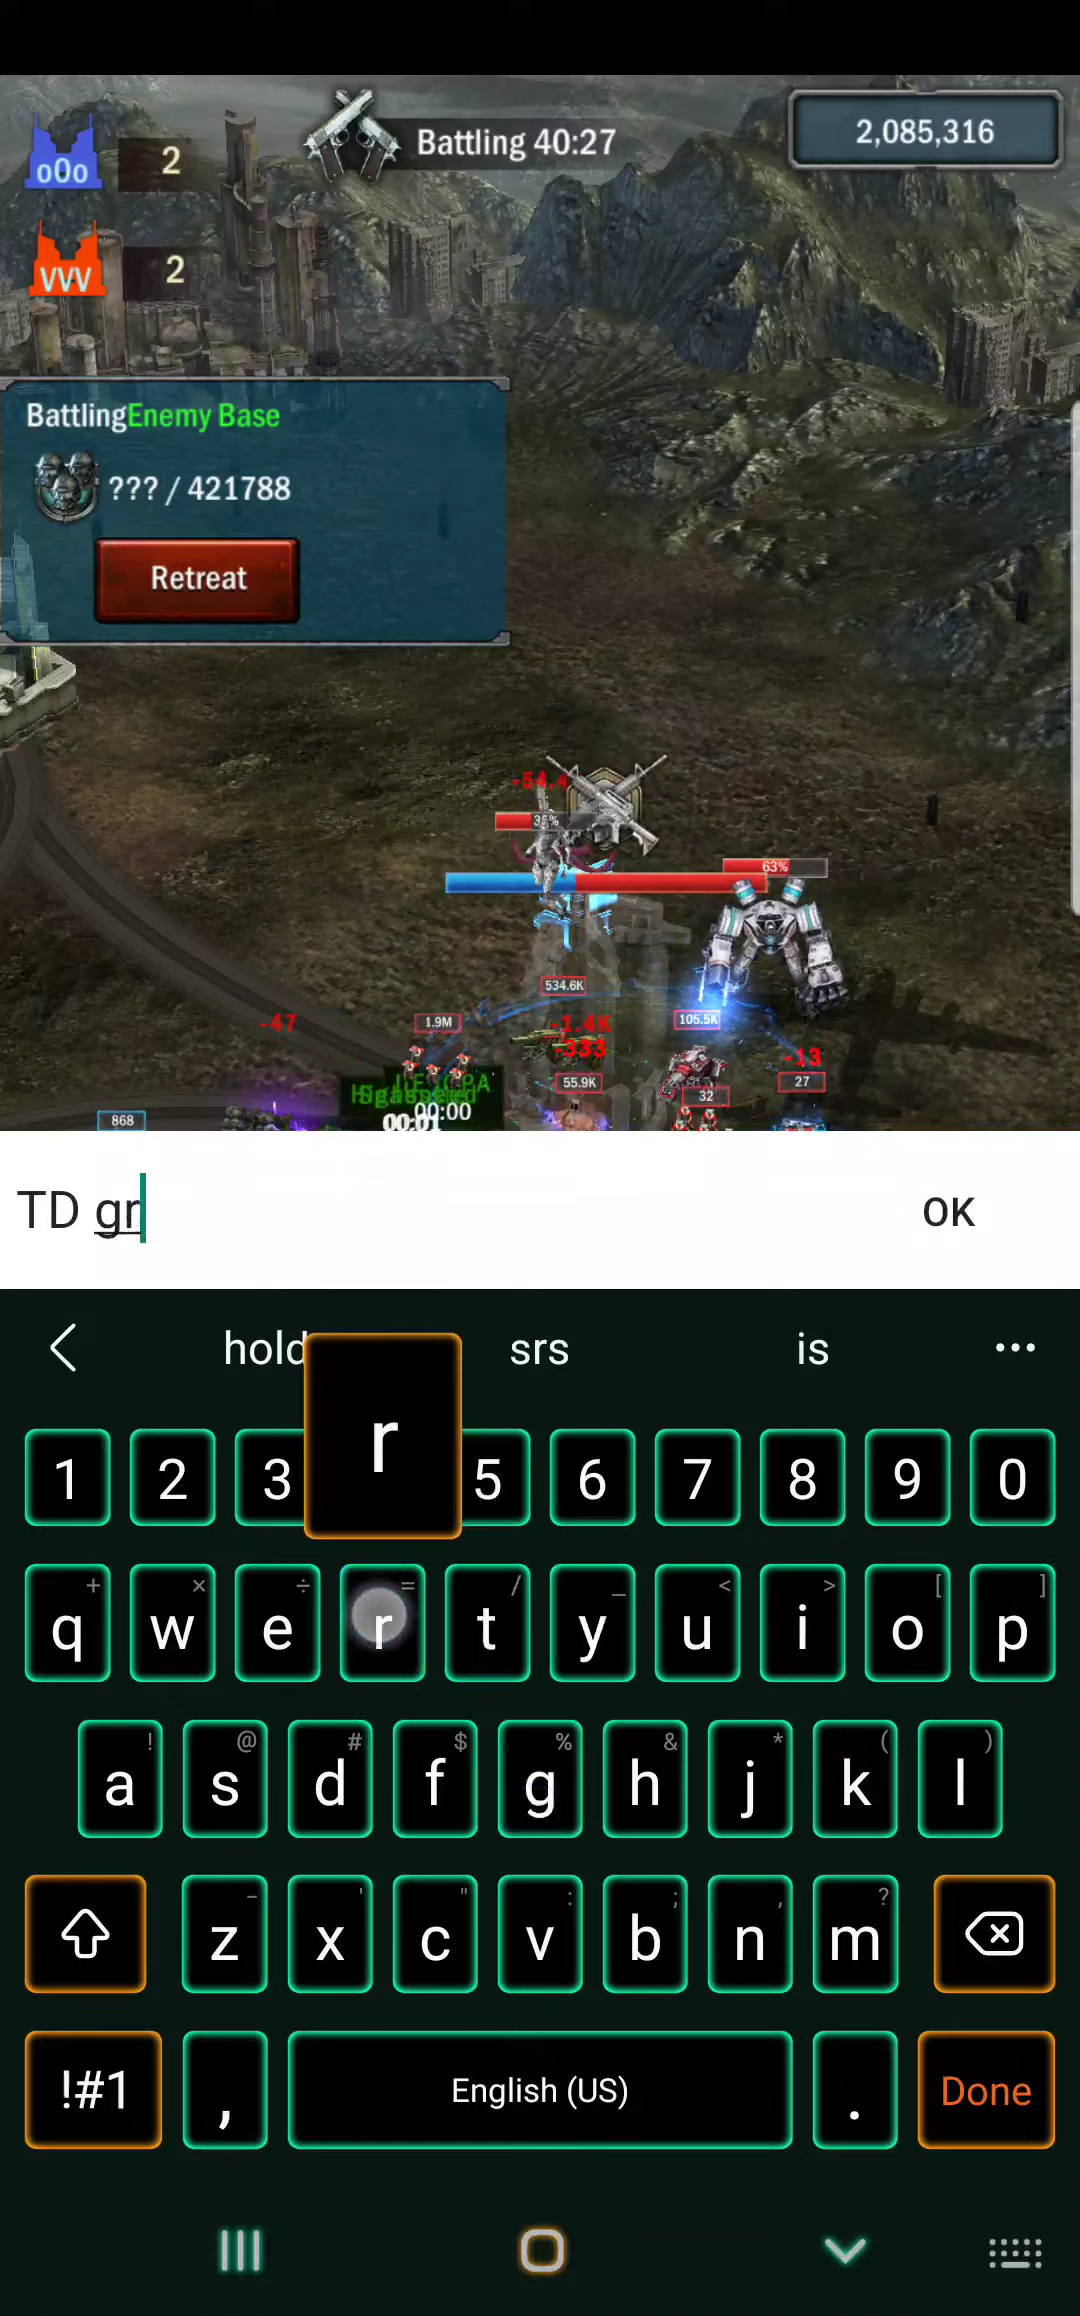 Battling 40:27
2,085,316
oOo 2
VVV 2
BattlingEnemy Base
??? / 421788
Retreat
-54.4
35%
63%
534.6K
-47
1.9M
-1.4K
105.5K
-333
-13
55.9K
27
32
00:00
00:01
868
TD gr
OK
hold srs is
r
1 2 3 5 6 7 8 9 0
+ × ÷ = / _ < > [ ]
q w e r t y u i o p
! @ # $ % & * ( )
a s d f g h j k l
- ' " : ; , ?
z x c v b n m
!#1 , English (US) . Done